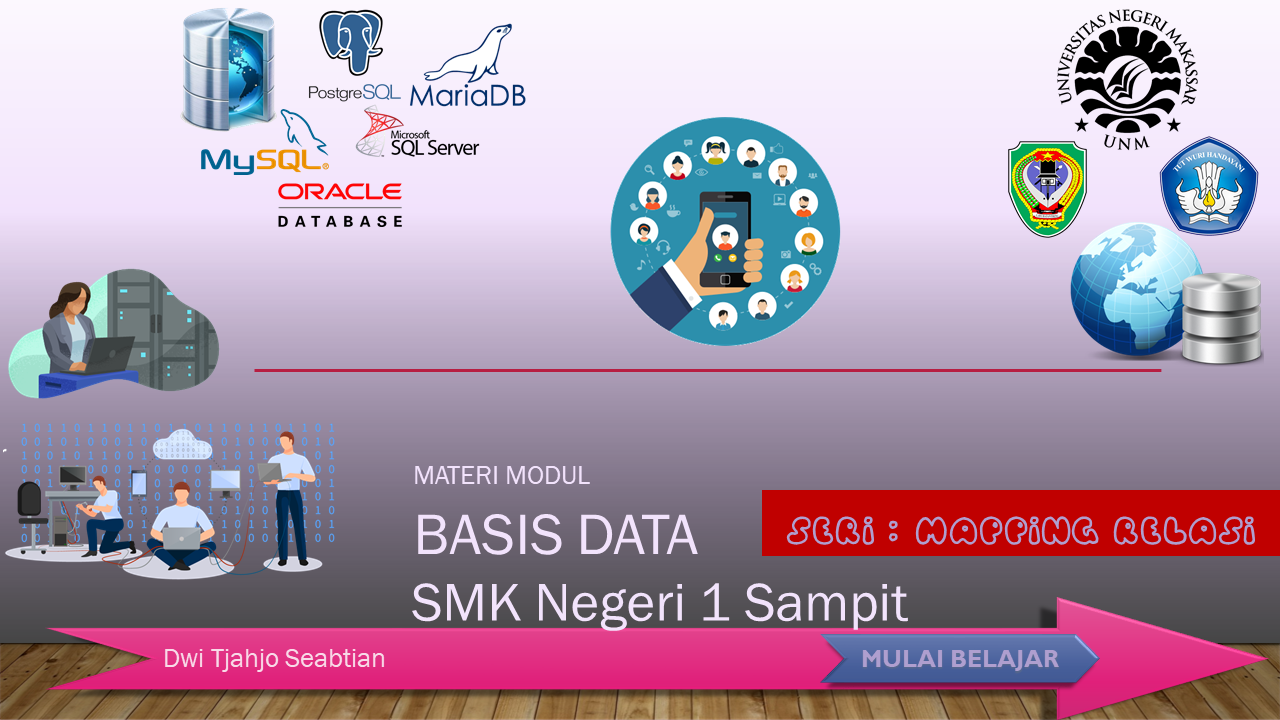 PostgreSQL
MariaDB
Microsoft
SQL Server
MySQL®
ORACLE
DATABASE
UNIVERSITAS NEGERI MAKASSAR
UNM
TUT WURI HANDAYANI
MATERI MODUL
BASIS DATA
SERI : MAPPING RELASI
SMK Negeri 1 Sampit
Dwi Tjahjo Seabtian
MULAI BELAJAR